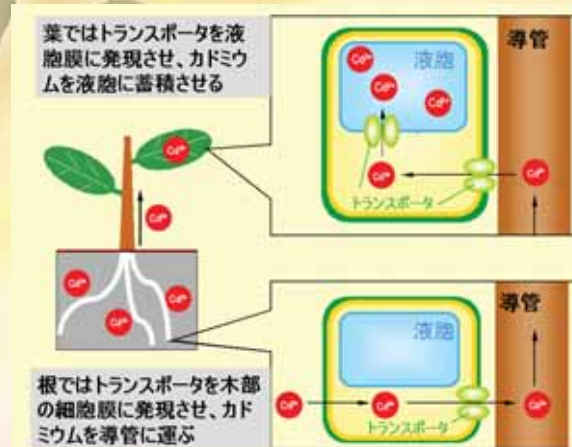 葉ではトランスポータを液
胞膜に発現させ、カドミウ
ムを液胞に蓄積させる
液胞
導管
トランスポータ
液胞
導管
トランスポータ
根ではトランスポータを木部
の細胞膜に発現させ、カド
ミウムを導管に運ぶ